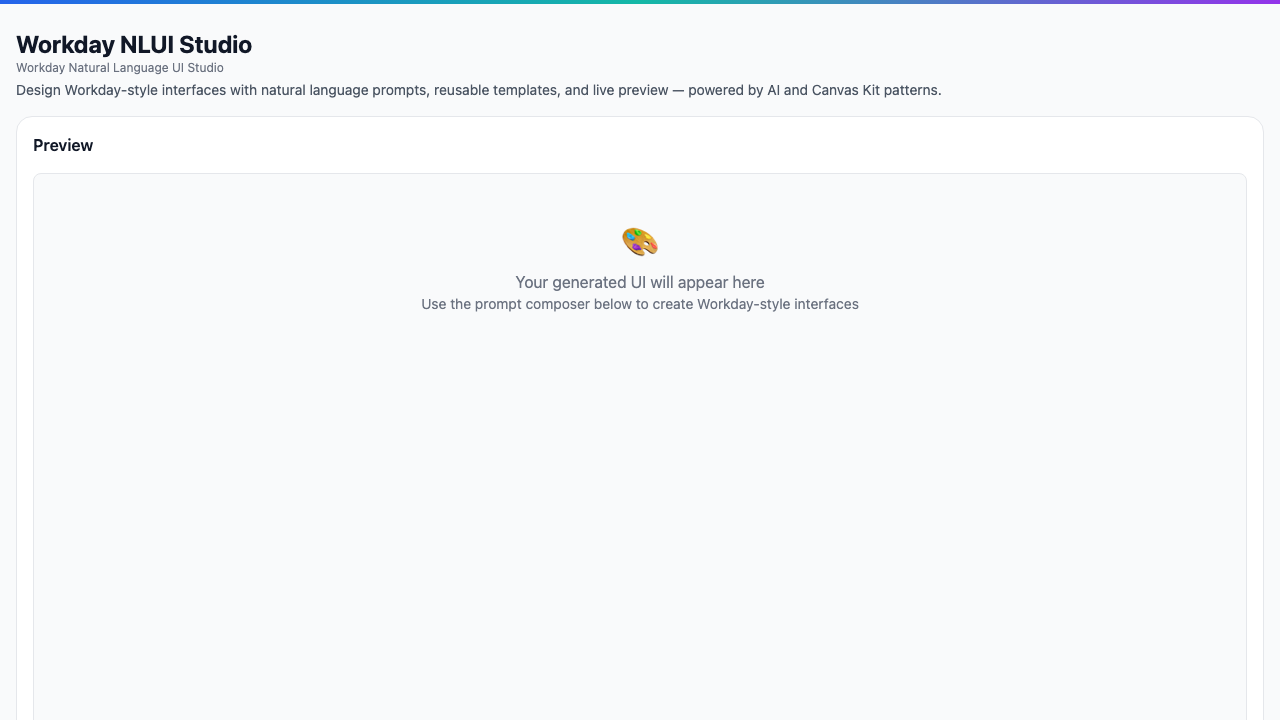 Workday NLUI Studio
Workday Natural Language UI Studio
Design Workday-style interfaces with natural language prompts, reusable templates, and live preview — powered by AI and Canvas Kit patterns.
Preview
Your generated UI will appear here
Use the prompt composer below to create Workday-style interfaces